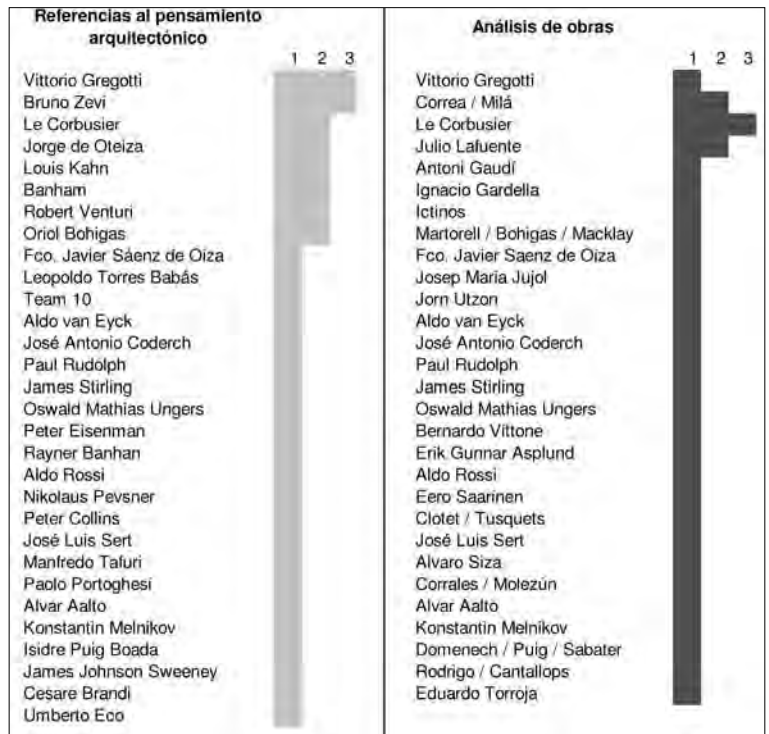 Referencias al pensamiento
arquitectónico
1 2 3
Vittorio Gregotti
Bruno Zevi
Le Corbusier
Jorge de Oteiza
Louis Kahn
Banham
Robert Venturi
Oriol Bohigas
Fco. Javier Sáenz de Oiza
Leopoldo Torres Babás
Team 10
Aldo van Eyck
José Antonio Coderch
Paul Rudolph
James Stirling
Oswald Mathias Ungers
Peter Eisenman
Rayner Banhan
Aldo Rossi
Nikolaus Pevsner
Peter Collins
José Luis Sert
Manfredo Tafuri
Paolo Portoghesi
Alvar Aalto
Konstantin Melnikov
Isidre Puig Boada
James Johnson Sweeney
Cesare Brandi
Umberto Eco
Análisis de obras
1 2 3
Vittorio Gregotti
Correa / Milá
Le Corbusier
Julio Lafuente
Antoni Gaudí
Ignacio Gardella
Ictinos
Martorell / Bohigas / Macklay
Fco. Javier Saenz de Oiza
Josep Maria Jujol
Jorn Utzon
Aldo van Eyck
José Antonio Coderch
Paul Rudolph
James Stirling
Oswald Mathias Ungers
Bernardo Vittone
Erik Gunnar Asplund
Aldo Rossi
Eero Saarinen
Clotet / Tusquets
José Luis Sert
Alvaro Siza
Corrales / Molezún
Alvar Aalto
Konstantin Melnikov
Domenech / Puig / Sabater
Rodrigo / Cantallops
Eduardo Torroja